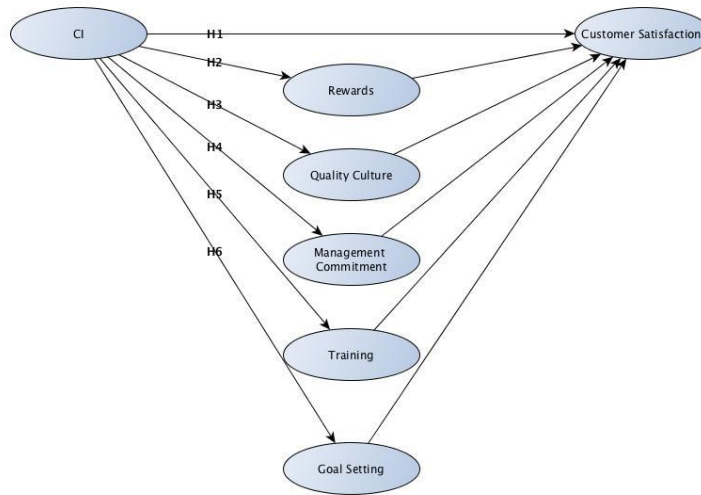 CI
H1
Customer Satisfaction
H2
Rewards
H3
Quality Culture
H4
Management
Commitment
H5
H6
Training
Goal Setting